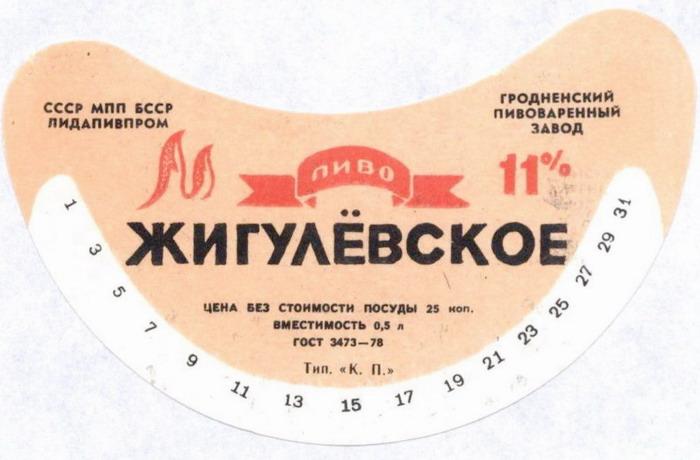 СССР МПП БССР
ЛИДАПИВПРОМ
ГРОДНЕНСКИЙ
ПИВОВАРЕННЫЙ
ЗАВОД
ПИВО
11%
ЖИГУЛЁВСКОЕ
ЦЕНА БЕЗ СТОИМОСТИ ПОСУДЫ 25 коп.
ВМЕСТИМОСТЬ 0,5 л
ГОСТ 3473—78
Тип. «К. П.»
1 3 5 7 9 11 13 15 17 19 21 23 25 27 29 31